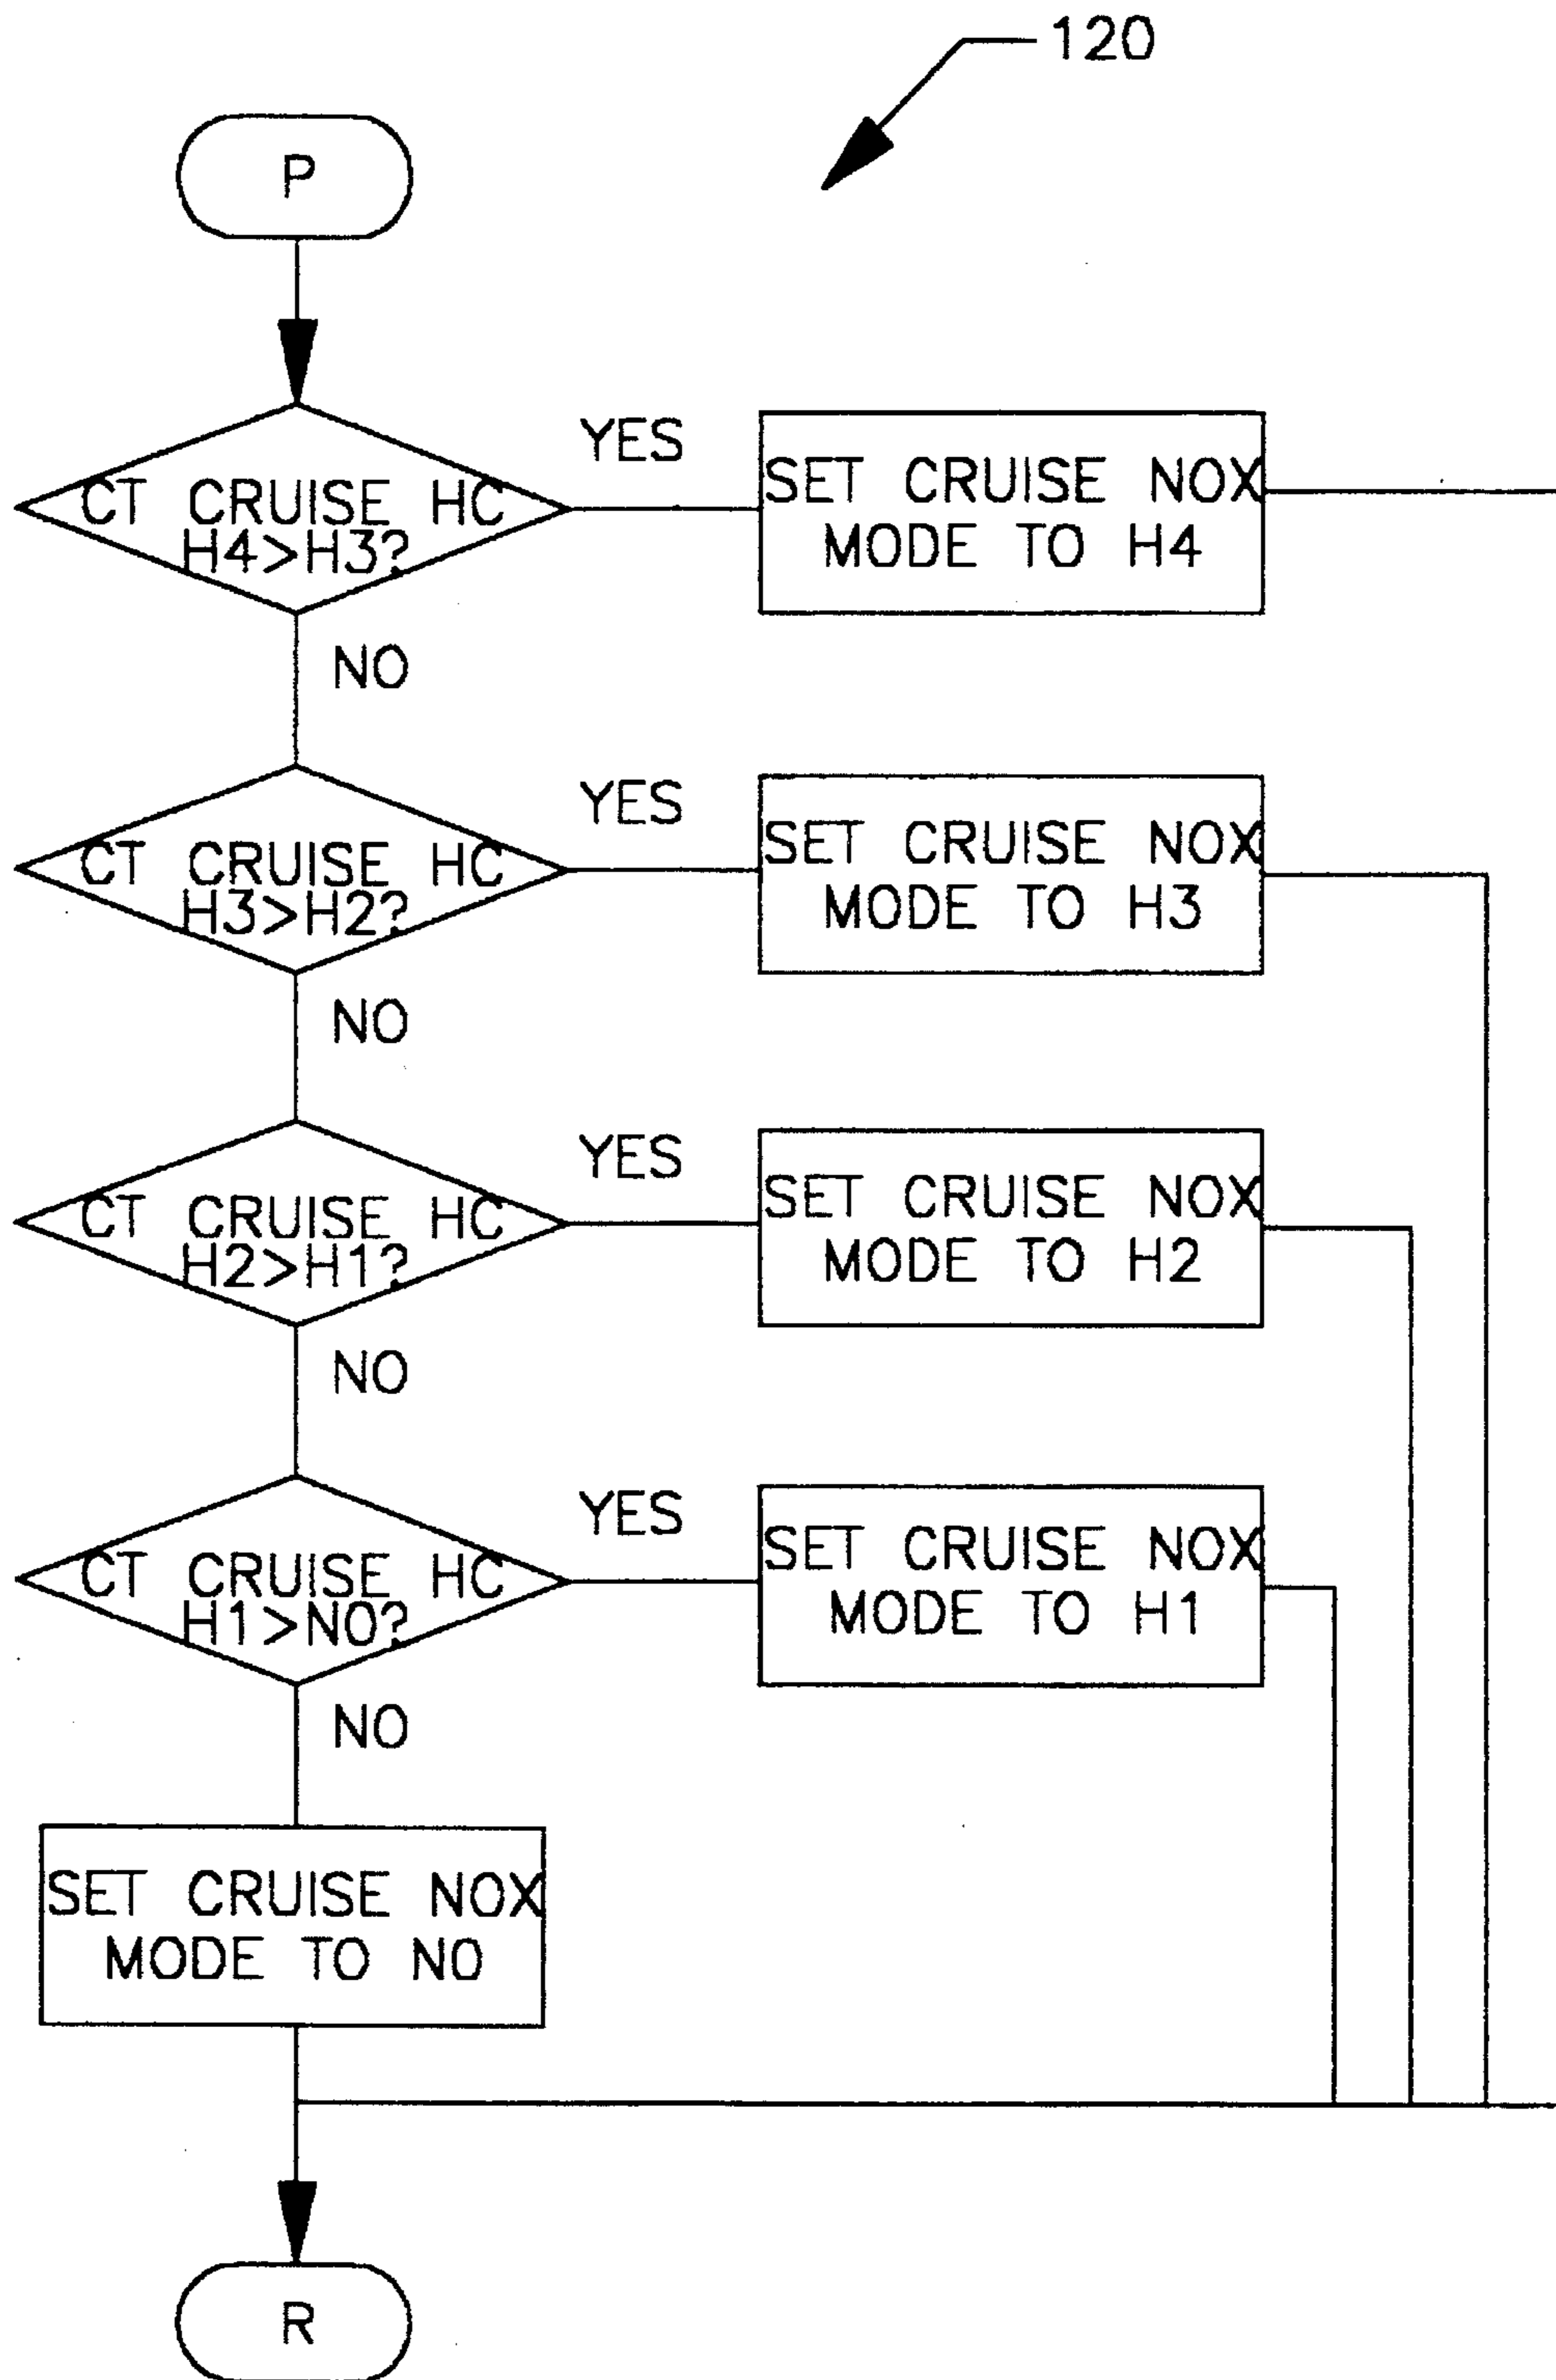 120
P
CT CRUISE HC
H4>H3?
YES
SET CRUISE NOX
MODE TO H4
NO
CT CRUISE HC
H3>H2?
YES
SET CRUISE NOX
MODE TO H3
NO
CT CRUISE HC
H2>H1?
YES
SET CRUISE NOX
MODE TO H2
NO
CT CRUISE HC
H1>NO?
YES
SET CRUISE NOX
MODE TO H1
NO
SET CRUISE NOX
MODE TO NO
R